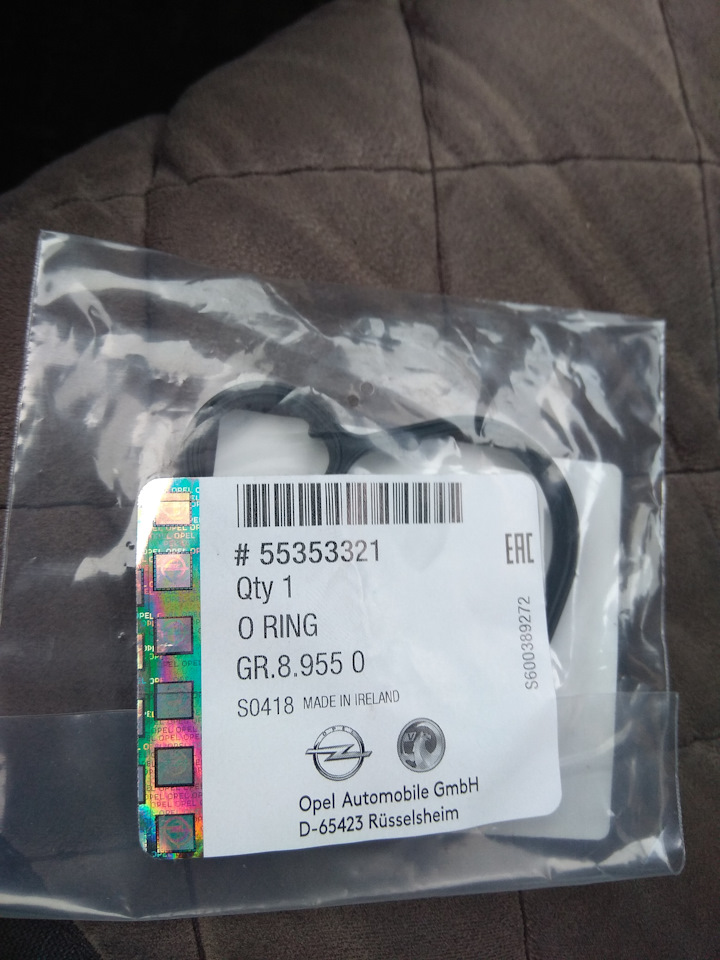 # 55353321
Qty 1
EAC
O RING
GR.8.955 0
S0418 MADE IN IRELAND
S600389272
OPEL
Opel Automobile GmbH
D-65423 Rüsselsheim